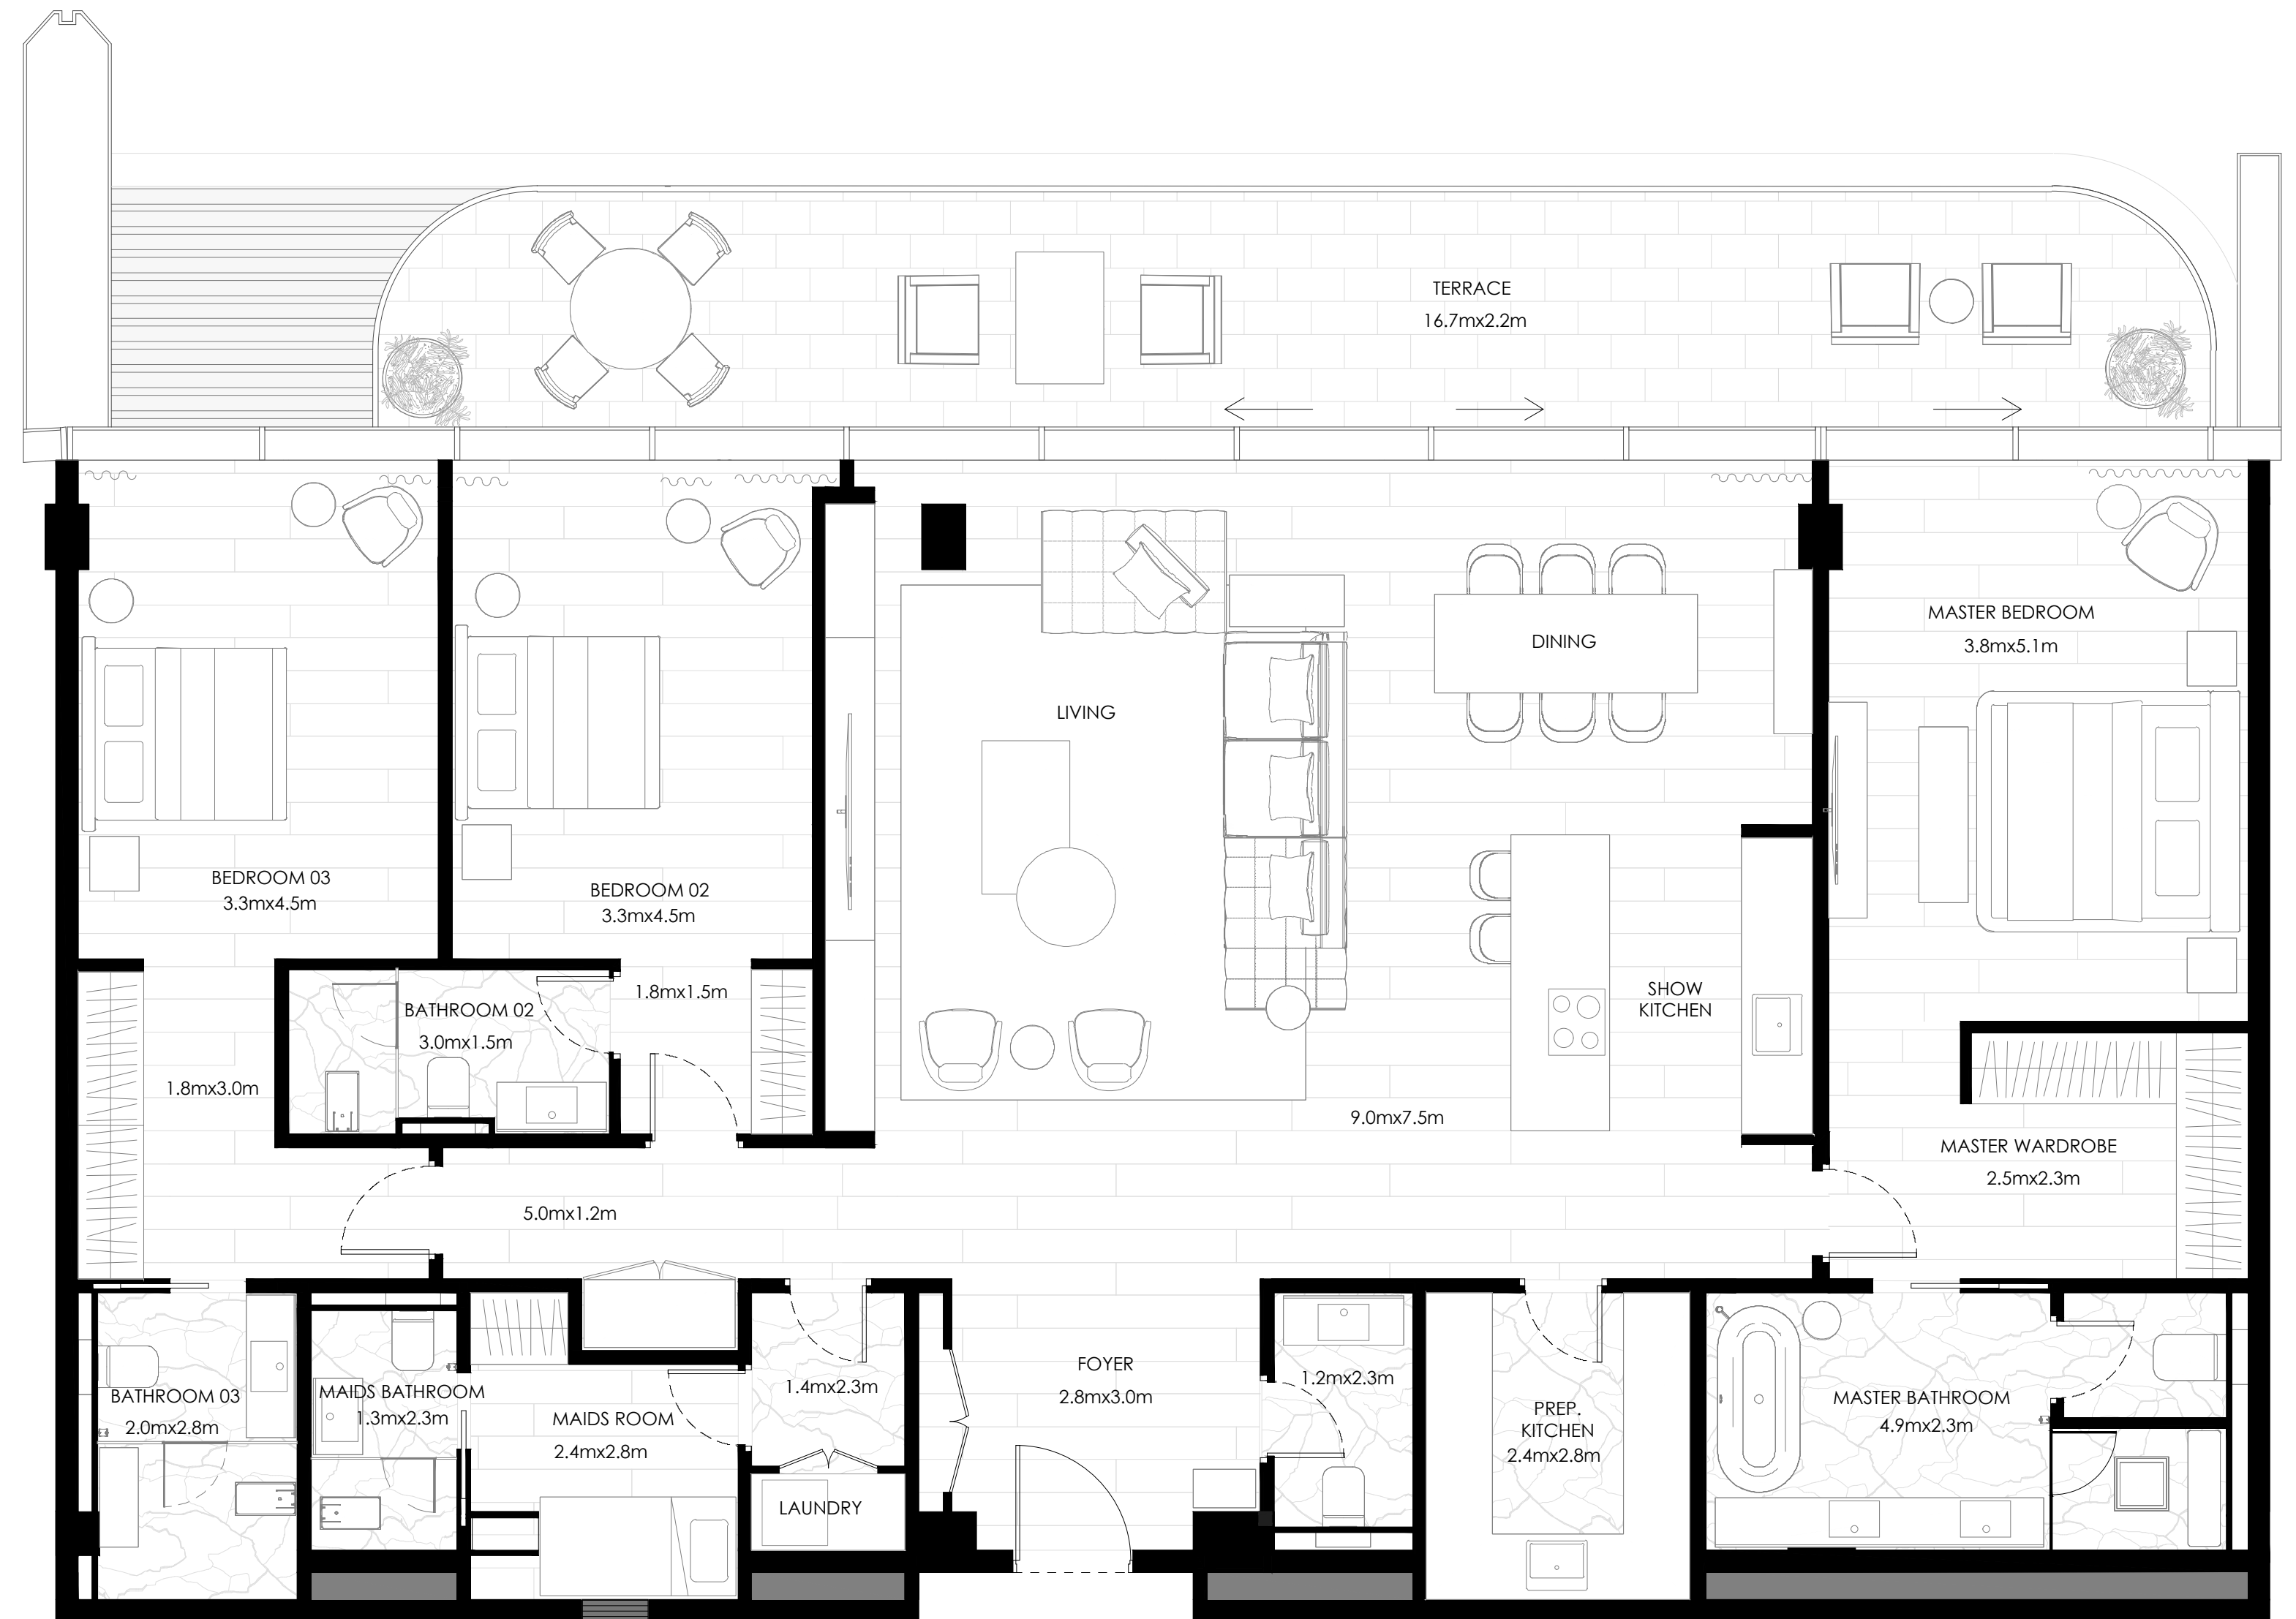 TERRACE
16.7mx2.2m
MASTER BEDROOM
3.8mx5.1m
DINING
LIVING
BEDROOM 03
3.3mx4.5m
BEDROOM 02
3.3mx4.5m
SHOW
KITCHEN
1.8mx1.5m
BATHROOM 02
3.0mx1.5m
1.8mx3.0m
9.0mx7.5m
MASTER WARDROBE
2.5mx2.3m
5.0mx1.2m
FOYER
2.8mx3.0m
1.2mx2.3m
1.4mx2.3m
MAIDS BATHROOM
1.3mx2.3m
BATHROOM 03
2.0mx2.8m
MAIDS ROOM
2.4mx2.8m
PREP.
KITCHEN
2.4mx2.8m
MASTER BATHROOM
4.9mx2.3m
LAUNDRY